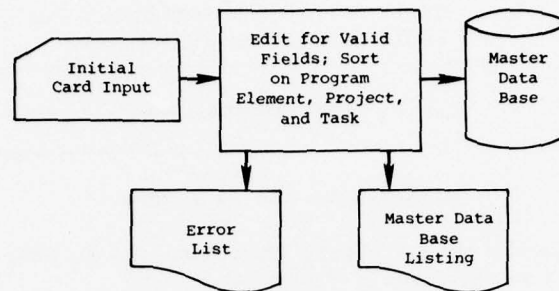 Initial
Card Input
Edit for Valid
Fields; Sort
on Program
Element, Project,
and Task
Master
Data
Base
Error
List
Master Data
Base
Listing